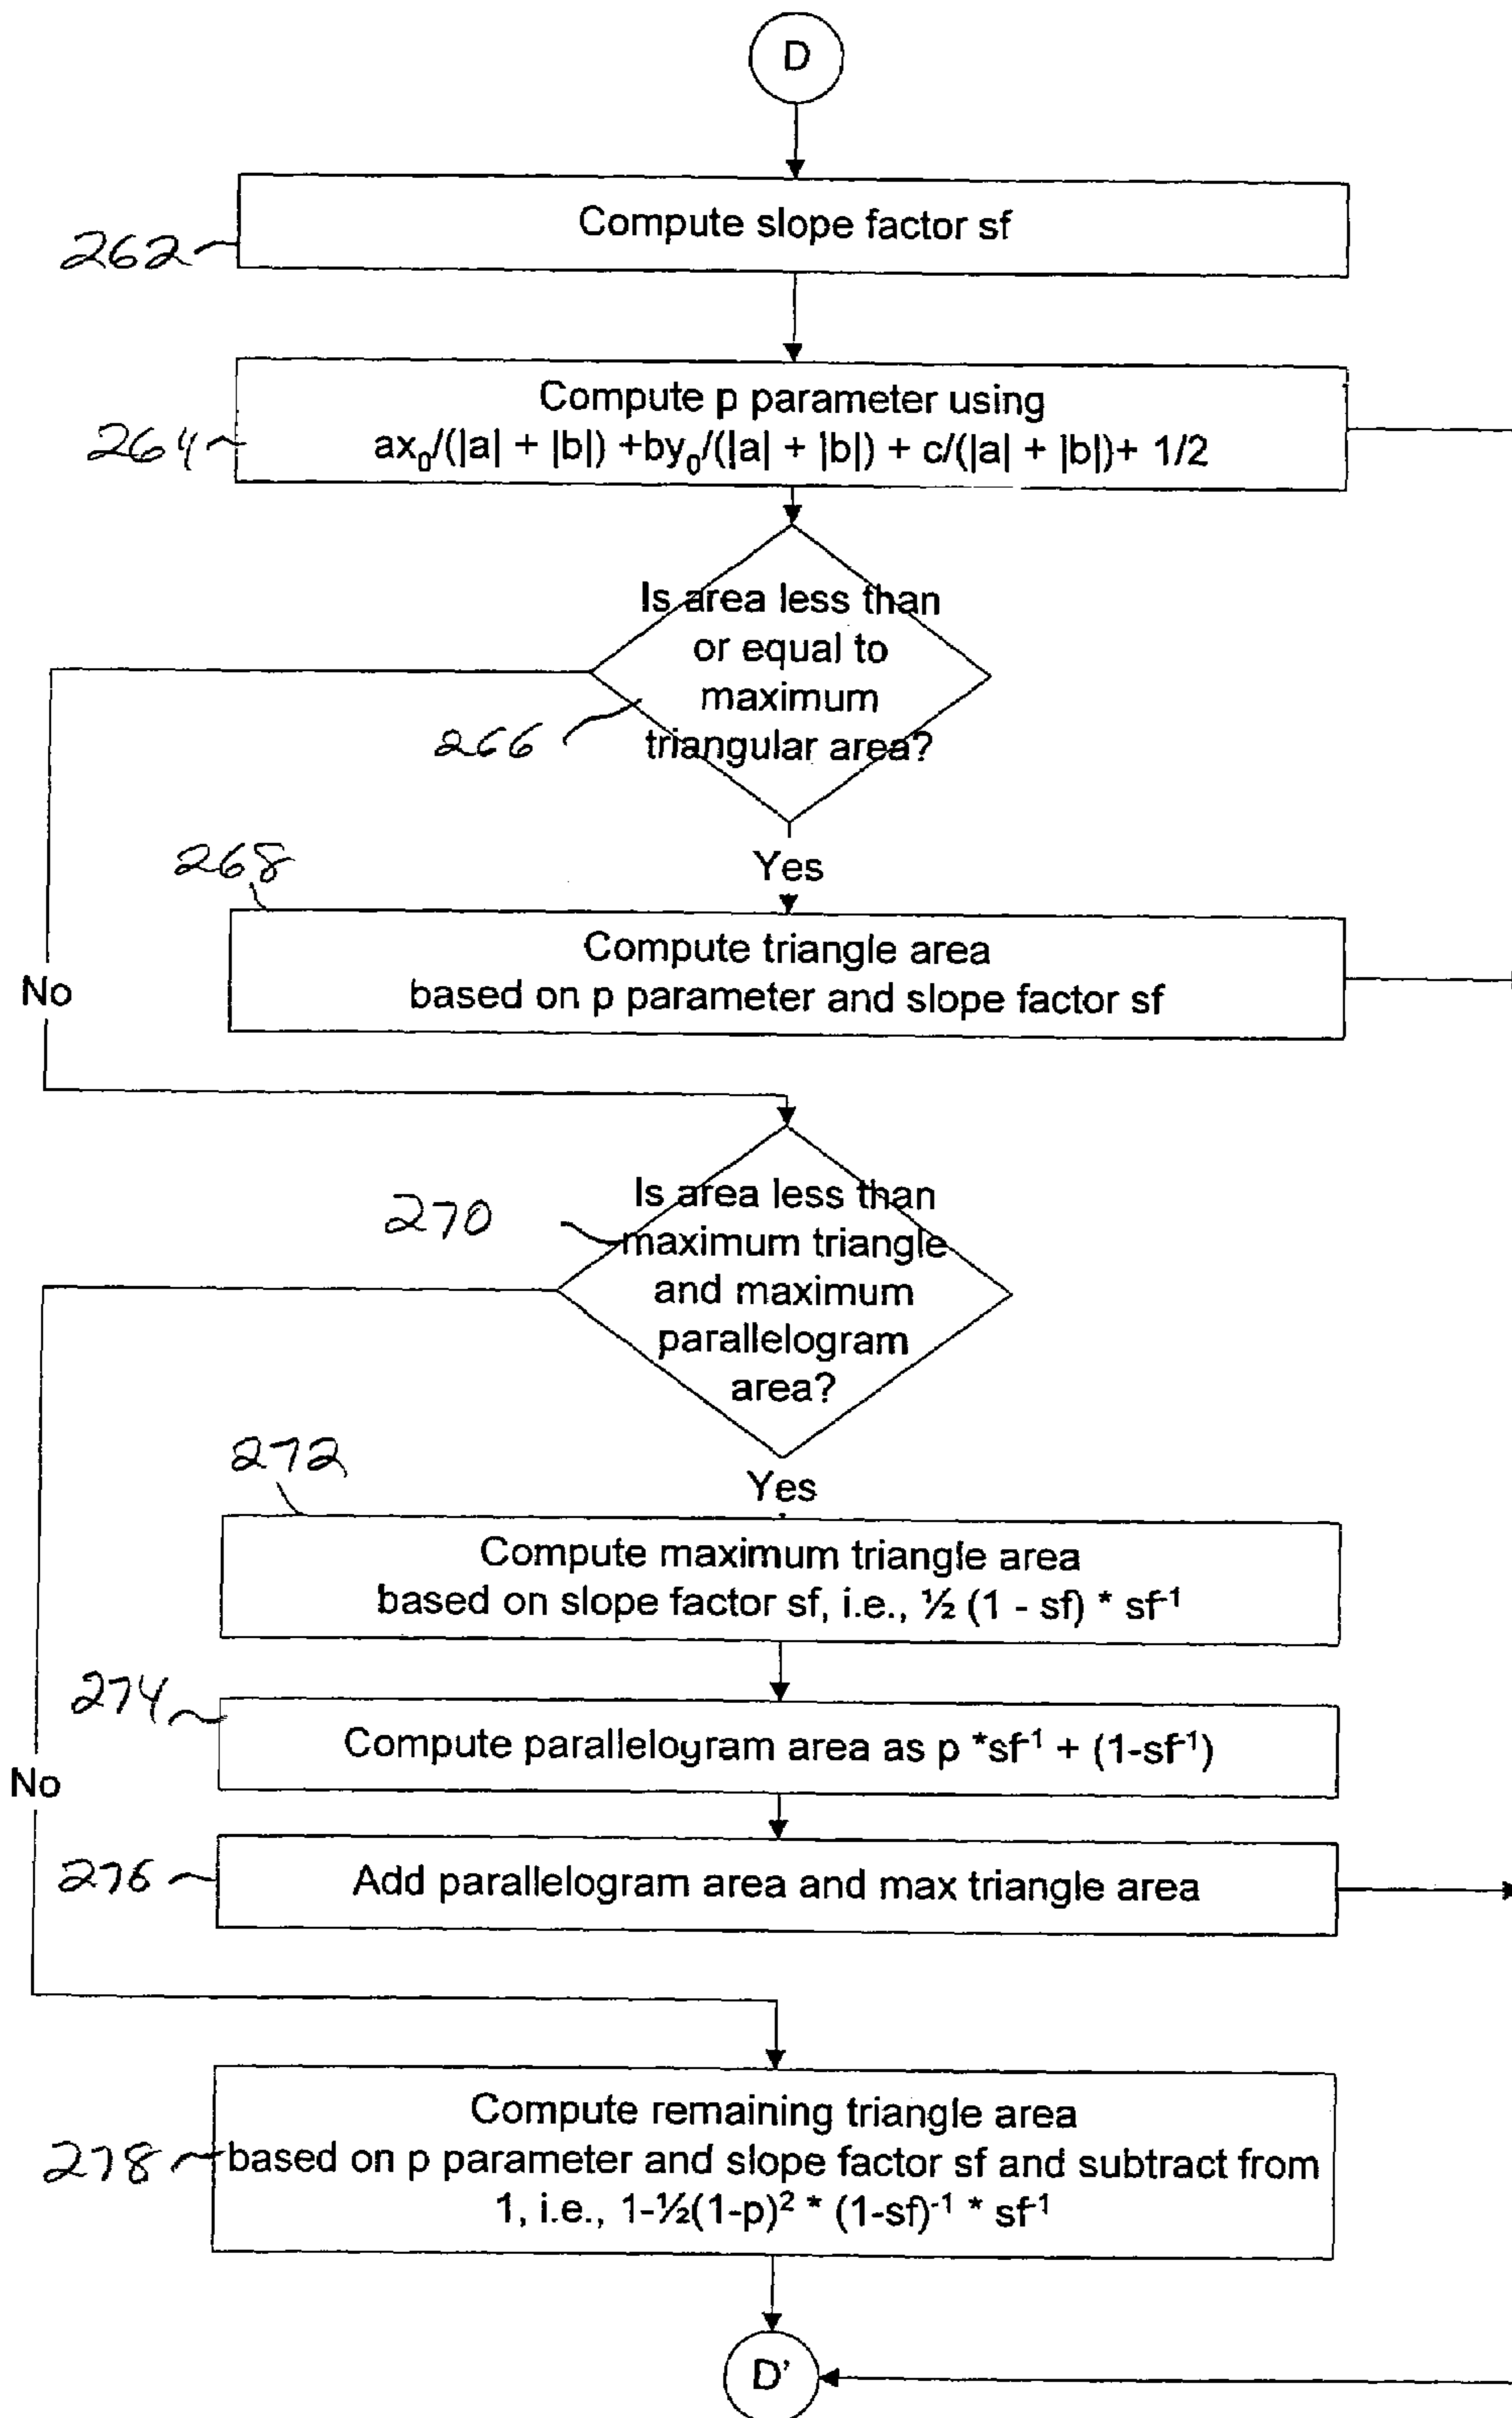 D
Compute slope factor sf
262
Compute p parameter using
264
ax₀/(|a| + |b|) +by₀/(|a| + |b|) + c/(|a| + |b|)+ 1/2
Is area less than
or equal to
maximum
266
triangular area?
268
Yes
Compute triangle area
No
based on p parameter and slope factor sf
270
Is area less than
maximum triangle
and maximum
parallelogram
area?
272
Yes
Compute maximum triangle area
based on slope factor sf, i.e., ½ (1 - sf) * sf⁻¹
274
Compute parallelogram area as p *sf⁻¹ + (1-sf⁻¹)
No
276
Add parallelogram area and max triangle area
Compute remaining triangle area
278
based on p parameter and slope factor sf and subtract from
1, i.e., 1-½(1-p)² * (1-sf)⁻¹ * sf⁻¹
D'